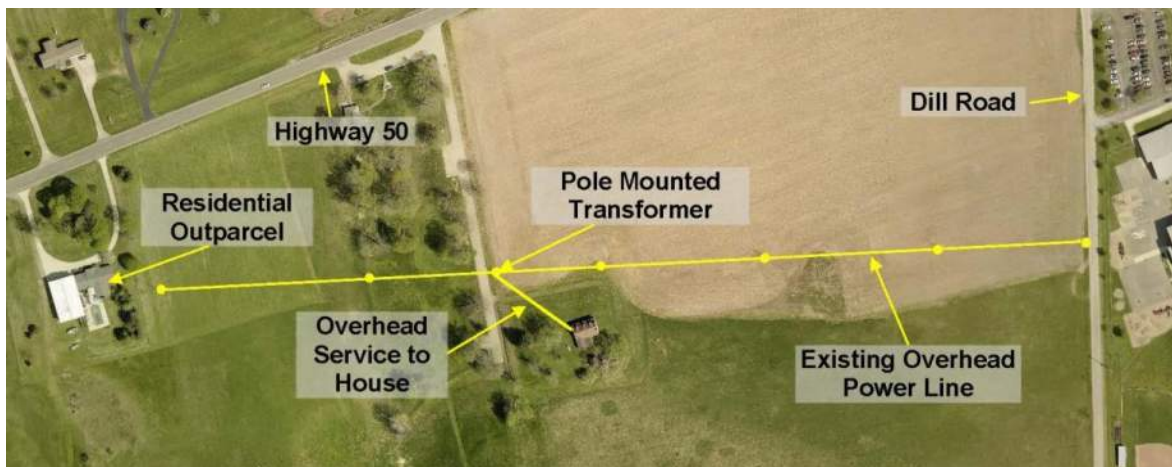 Dill Road
Highway 50
Pole Mounted
Transformer
Residential
Outparcel
Overhead
Service to
House
Existing Overhead
Power Line